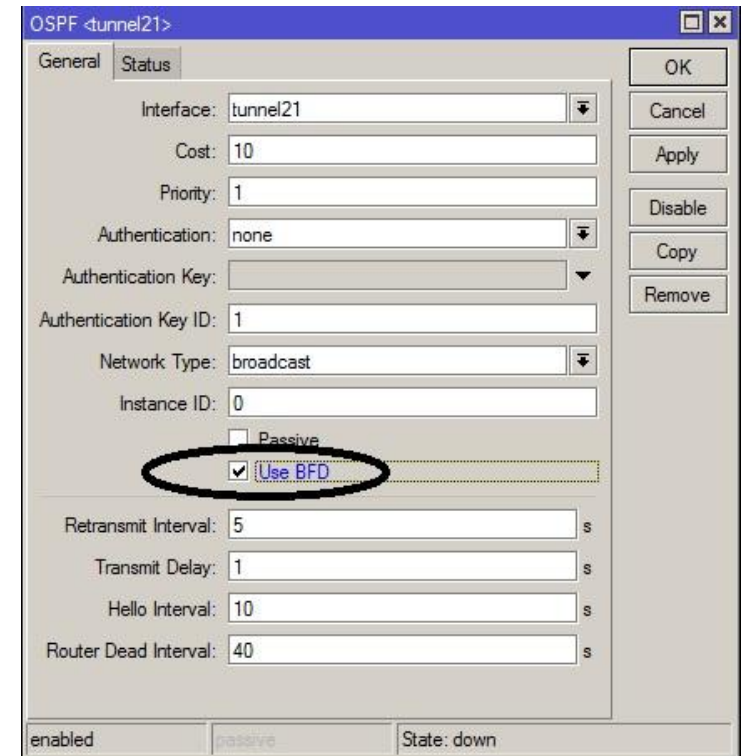 OSPF <tunnel21>
General Status
OK
Interface: tunnel21
Cancel
Cost: 10
Apply
Priority: 1
Disable
Authentication: none
Copy
Authentication Key:
Remove
Authentication Key ID: 1
Network Type: broadcast
Instance ID: 0
Passive
Use BFD
Retransmit Interval: 5 s
Transmit Delay: 1 s
Hello Interval: 10 s
Router Dead Interval: 40 s
enabled passive State: down